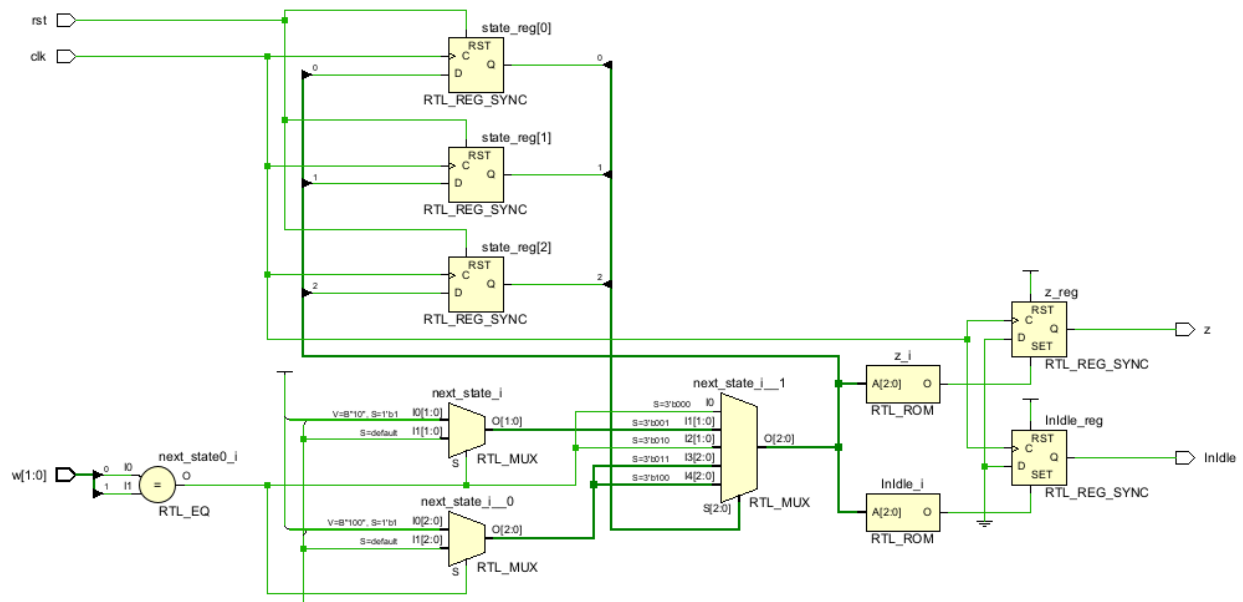 rst
clk
state_reg[0]
RST
C
D
Q
RTL_REG_SYNC
0
0
state_reg[1]
RST
C
D
Q
RTL_REG_SYNC
1
1
state_reg[2]
RST
C
D
Q
RTL_REG_SYNC
2
2
z_reg
RST
C
D
Q
SET
RTL_REG_SYNC
z
z_i
A[2:0] O
RTL_ROM
InIdle_reg
RST
C
D
Q
SET
RTL_REG_SYNC
InIdle
InIdle_i
A[2:0] O
RTL_ROM
next_state_i
V=B"10", S=1'b1 I0[1:0]
S=default I1[1:0]
O[1:0]
S
RTL_MUX
next_state_i__1
S=3'b000 I0
S=3'b001 I1[1:0]
S=3'b010 I2[1:0]
S=3'b011 I3[2:0]
S=3'b100 I4[2:0]
O[2:0]
S[2:0]
RTL_MUX
w[1:0]
0
1
next_state0_i
I0
I1
=
O
RTL_EQ
next_state_i__0
V=B"100", S=1'b1 I0[2:0]
S=default I1[2:0]
O[2:0]
S
RTL_MUX